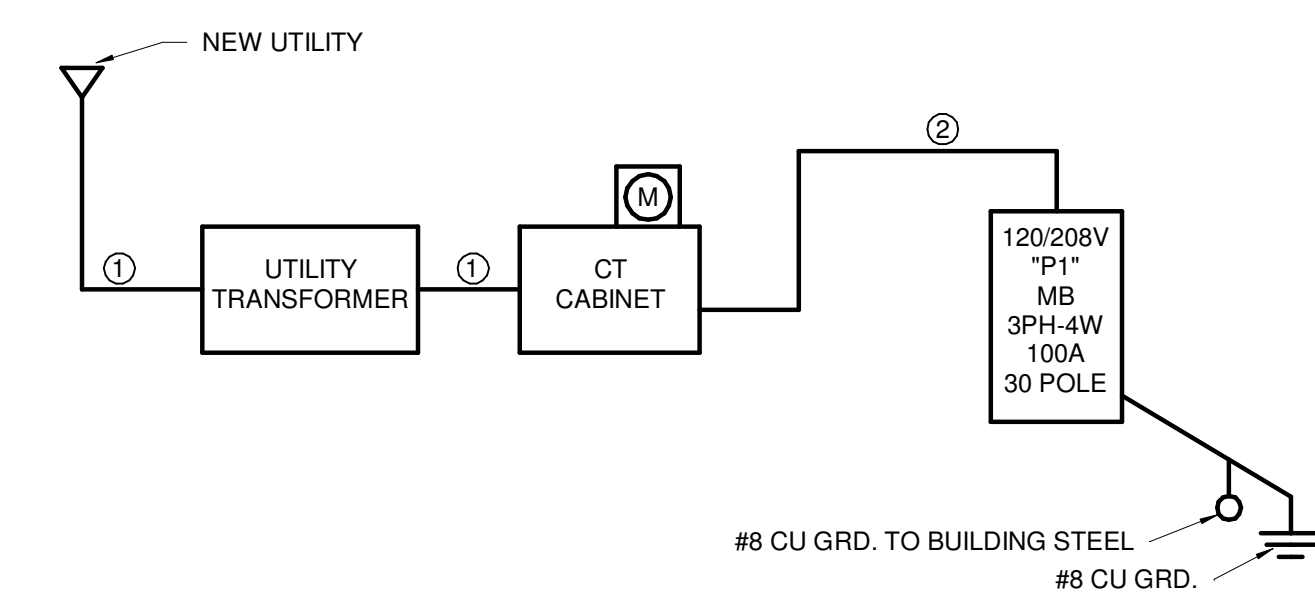 NEW UTILITY
1
UTILITY
TRANSFORMER
1
M
CT
CABINET
2
120/208V
"P1"
MB
3PH-4W
100A
30 POLE
#8 CU GRD. TO BUILDING STEEL
#8 CU GRD.